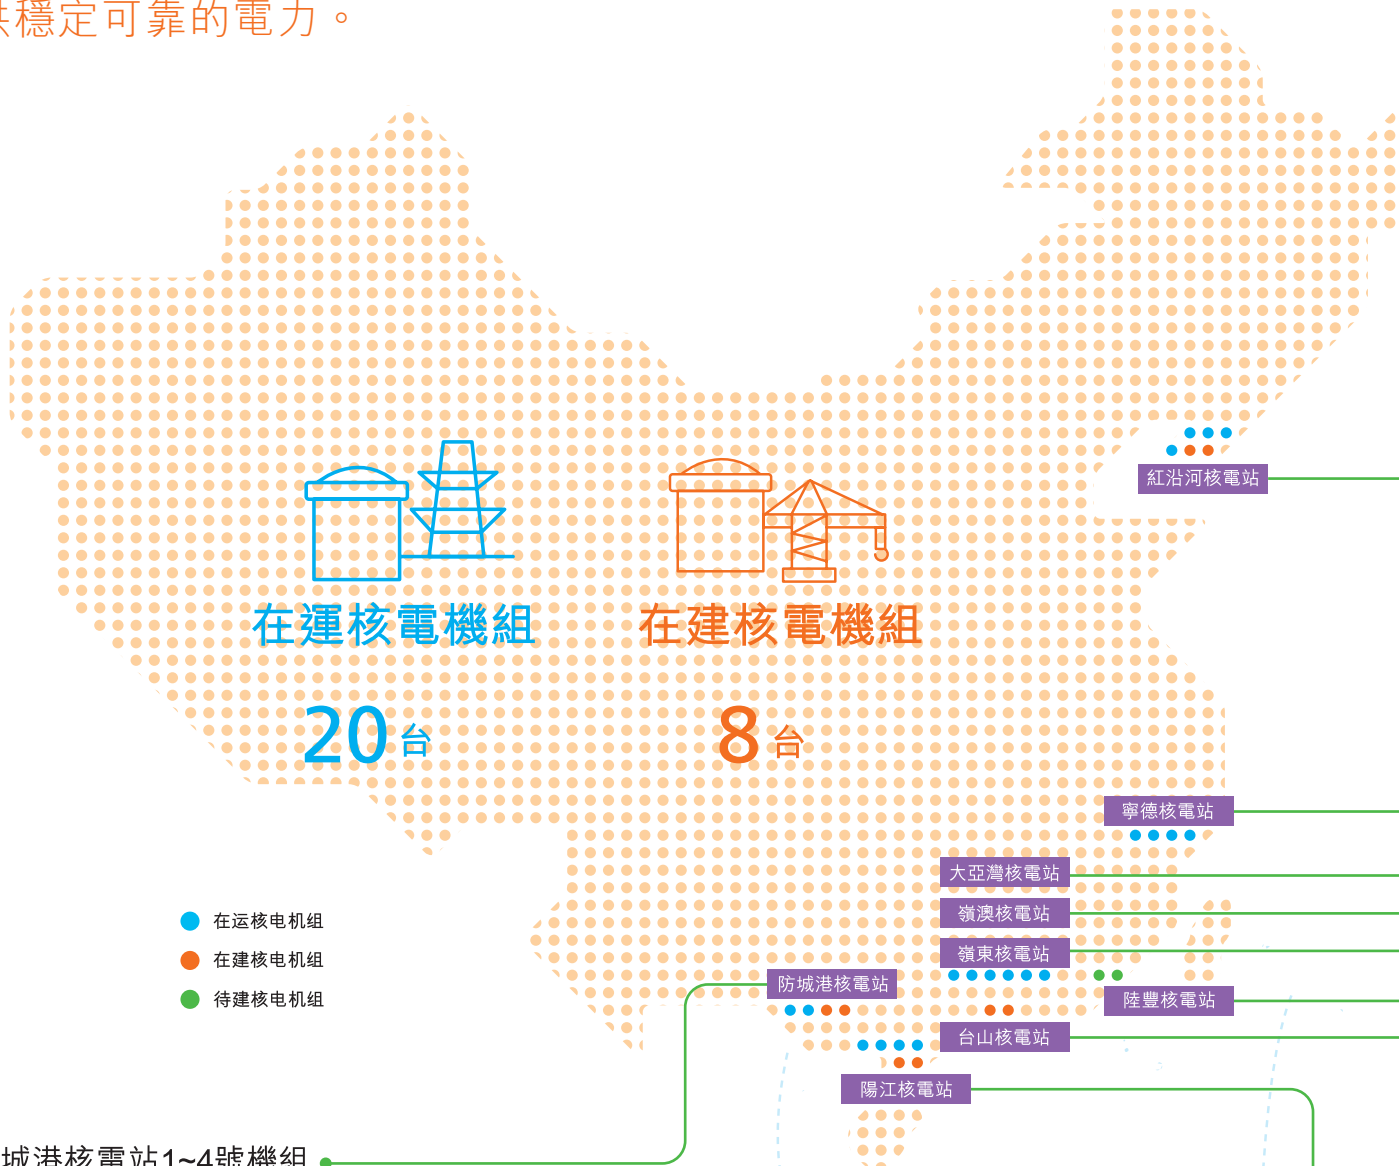 供穩定可靠的電力。
紅沿河核電站
在運核電機組
在建核電機組
20 台
8 台
寧德核電站
大亞灣核電站
嶺澳核電站
嶺東核電站
防城港核電站
陸豐核電站
台山核電站
陽江核電站
在运核电机组
在建核电机组
待建核电机组
城港核電站1~4號機組